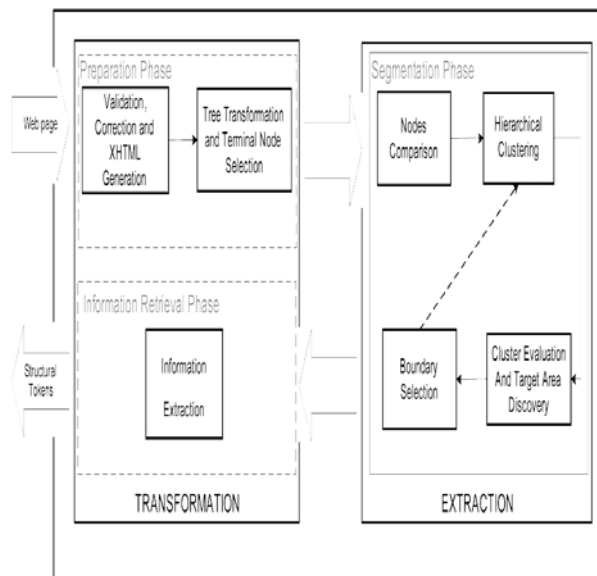 Preparation Phase
Validation,
Correction and
XHTML
Generation
Tree Transformation
and Terminal Node
Selection
Web page
Segmentation Phase
Nodes
Comparison
Hierarchical
Clustering
Information Retrieval Phase
Information
Extraction
Structural
Tokens
Boundary
Selection
Cluster Evaluation
And Target Area
Discovery
TRANSFORMATION
EXTRACTION